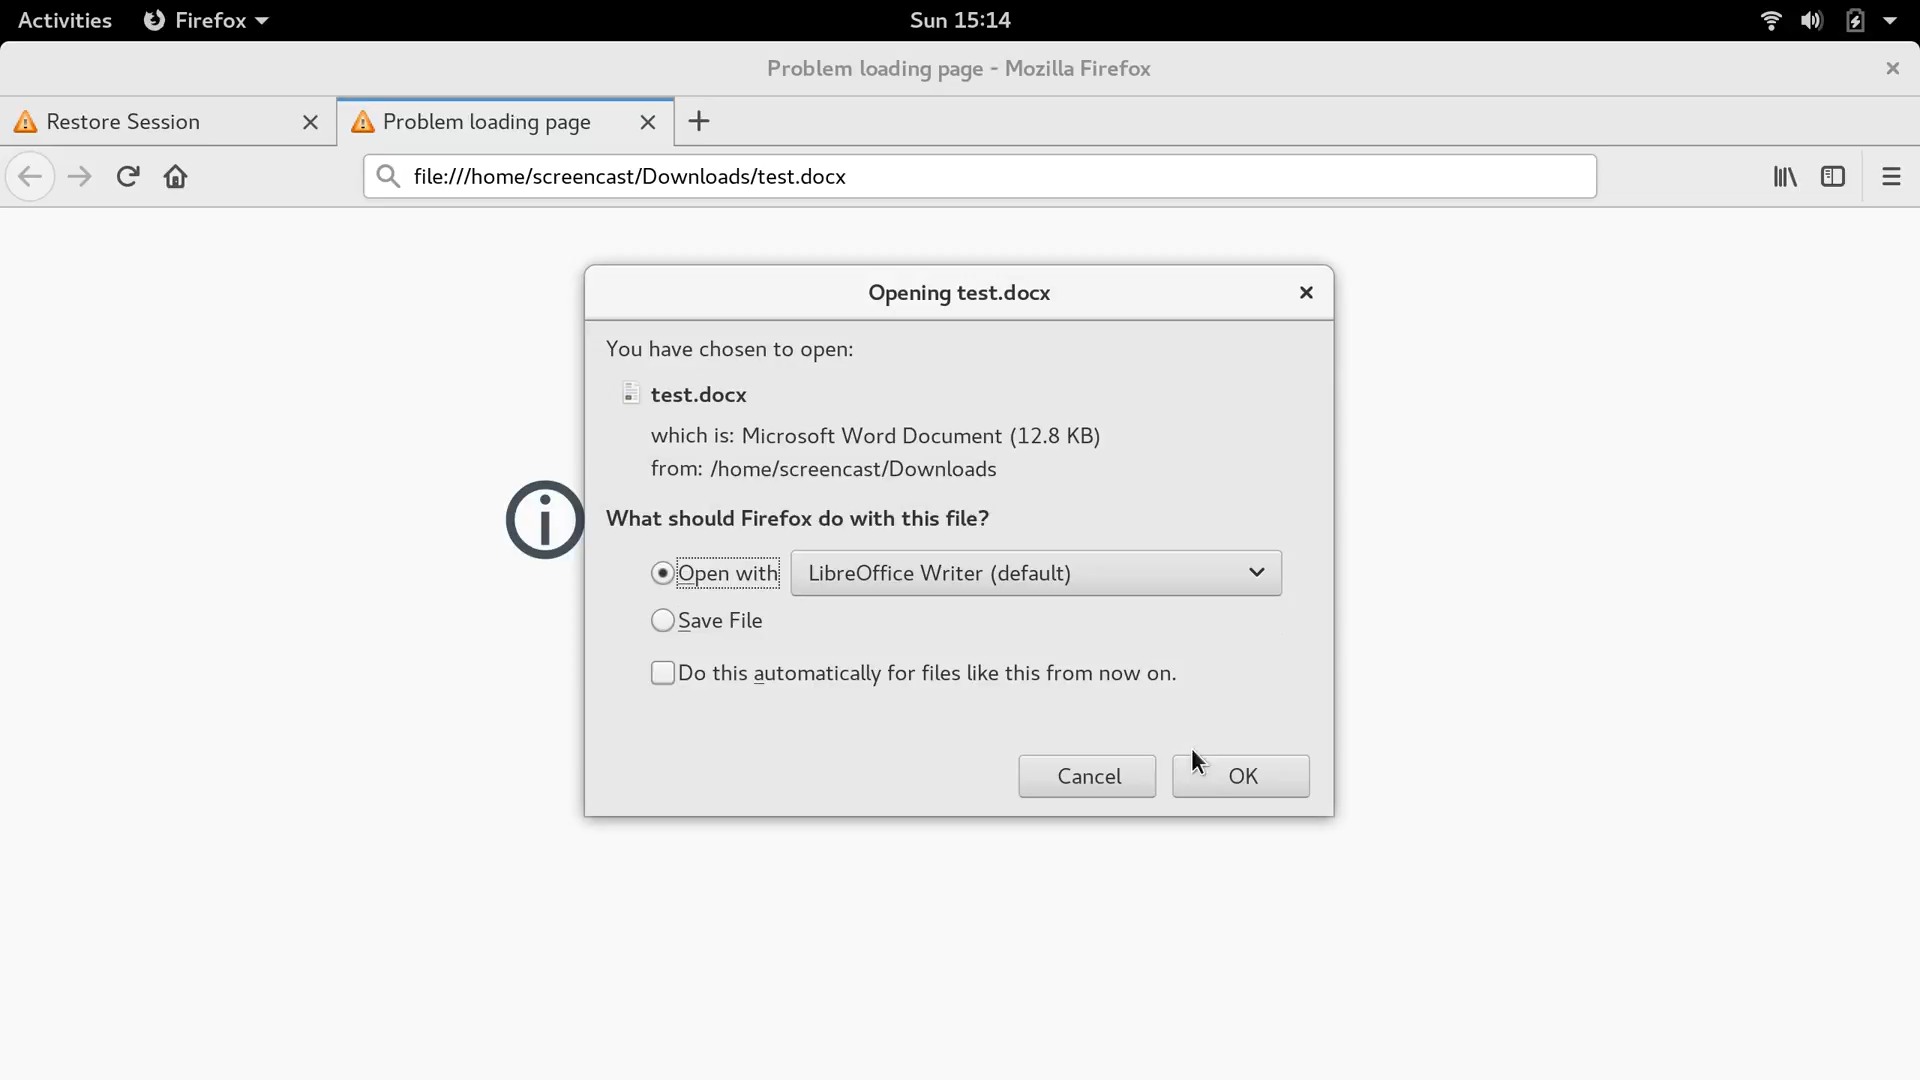 Activities Firefox Sun 15:14
Problem loading page - Mozilla Firefox
Restore Session Problem loading page
file:///home/screencast/Downloads/test.docx
Opening test.docx
You have chosen to open:
test.docx
which is: Microsoft Word Document (12.8 KB)
from: /home/screencast/Downloads
What should Firefox do with this file?
Open with LibreOffice Writer (default)
Save File
Do this automatically for files like this from now on.
Cancel OK